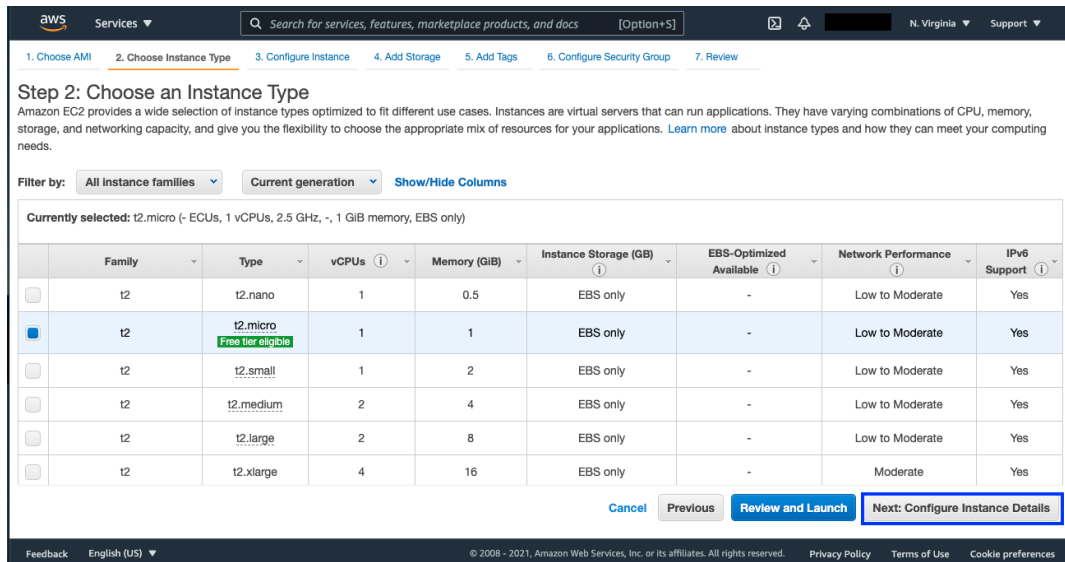 aws Services ▼ Search for services, features, marketplace products, and docs [Option+S] N. Virginia ▼ Support ▼
1. Choose AMI 2. Choose Instance Type 3. Configure Instance 4. Add Storage 5. Add Tags 6. Configure Security Group 7. Review
Step 2: Choose an Instance Type
Amazon EC2 provides a wide selection of instance types optimized to fit different use cases. Instances are virtual servers that can run applications. They have varying combinations of CPU, memory,
storage, and networking capacity, and give you the flexibility to choose the appropriate mix of resources for your applications. Learn more about instance types and how they can meet your computing
needs.
Filter by: All instance families Current generation Show/Hide Columns
Currently selected: t2.micro (- ECUs, 1 vCPUs, 2.5 GHz, -, 1 GiB memory, EBS only)
Family Type vCPUs i Memory (GiB) Instance Storage (GB) i EBS-Optimized Available i Network Performance i IPv6 Support i
t2 t2.nano 1 0.5 EBS only - Low to Moderate Yes
t2 t2.micro Free tier eligible 1 1 EBS only - Low to Moderate Yes
t2 t2.small 1 2 EBS only - Low to Moderate Yes
t2 t2.medium 2 4 EBS only - Low to Moderate Yes
t2 t2.large 2 8 EBS only - Low to Moderate Yes
t2 t2.xlarge 4 16 EBS only - Moderate Yes
Cancel Previous Review and Launch Next: Configure Instance Details
Feedback English (US) ▼ © 2008 - 2021, Amazon Web Services, Inc. or its affiliates. All rights reserved. Privacy Policy Terms of Use Cookie preferences